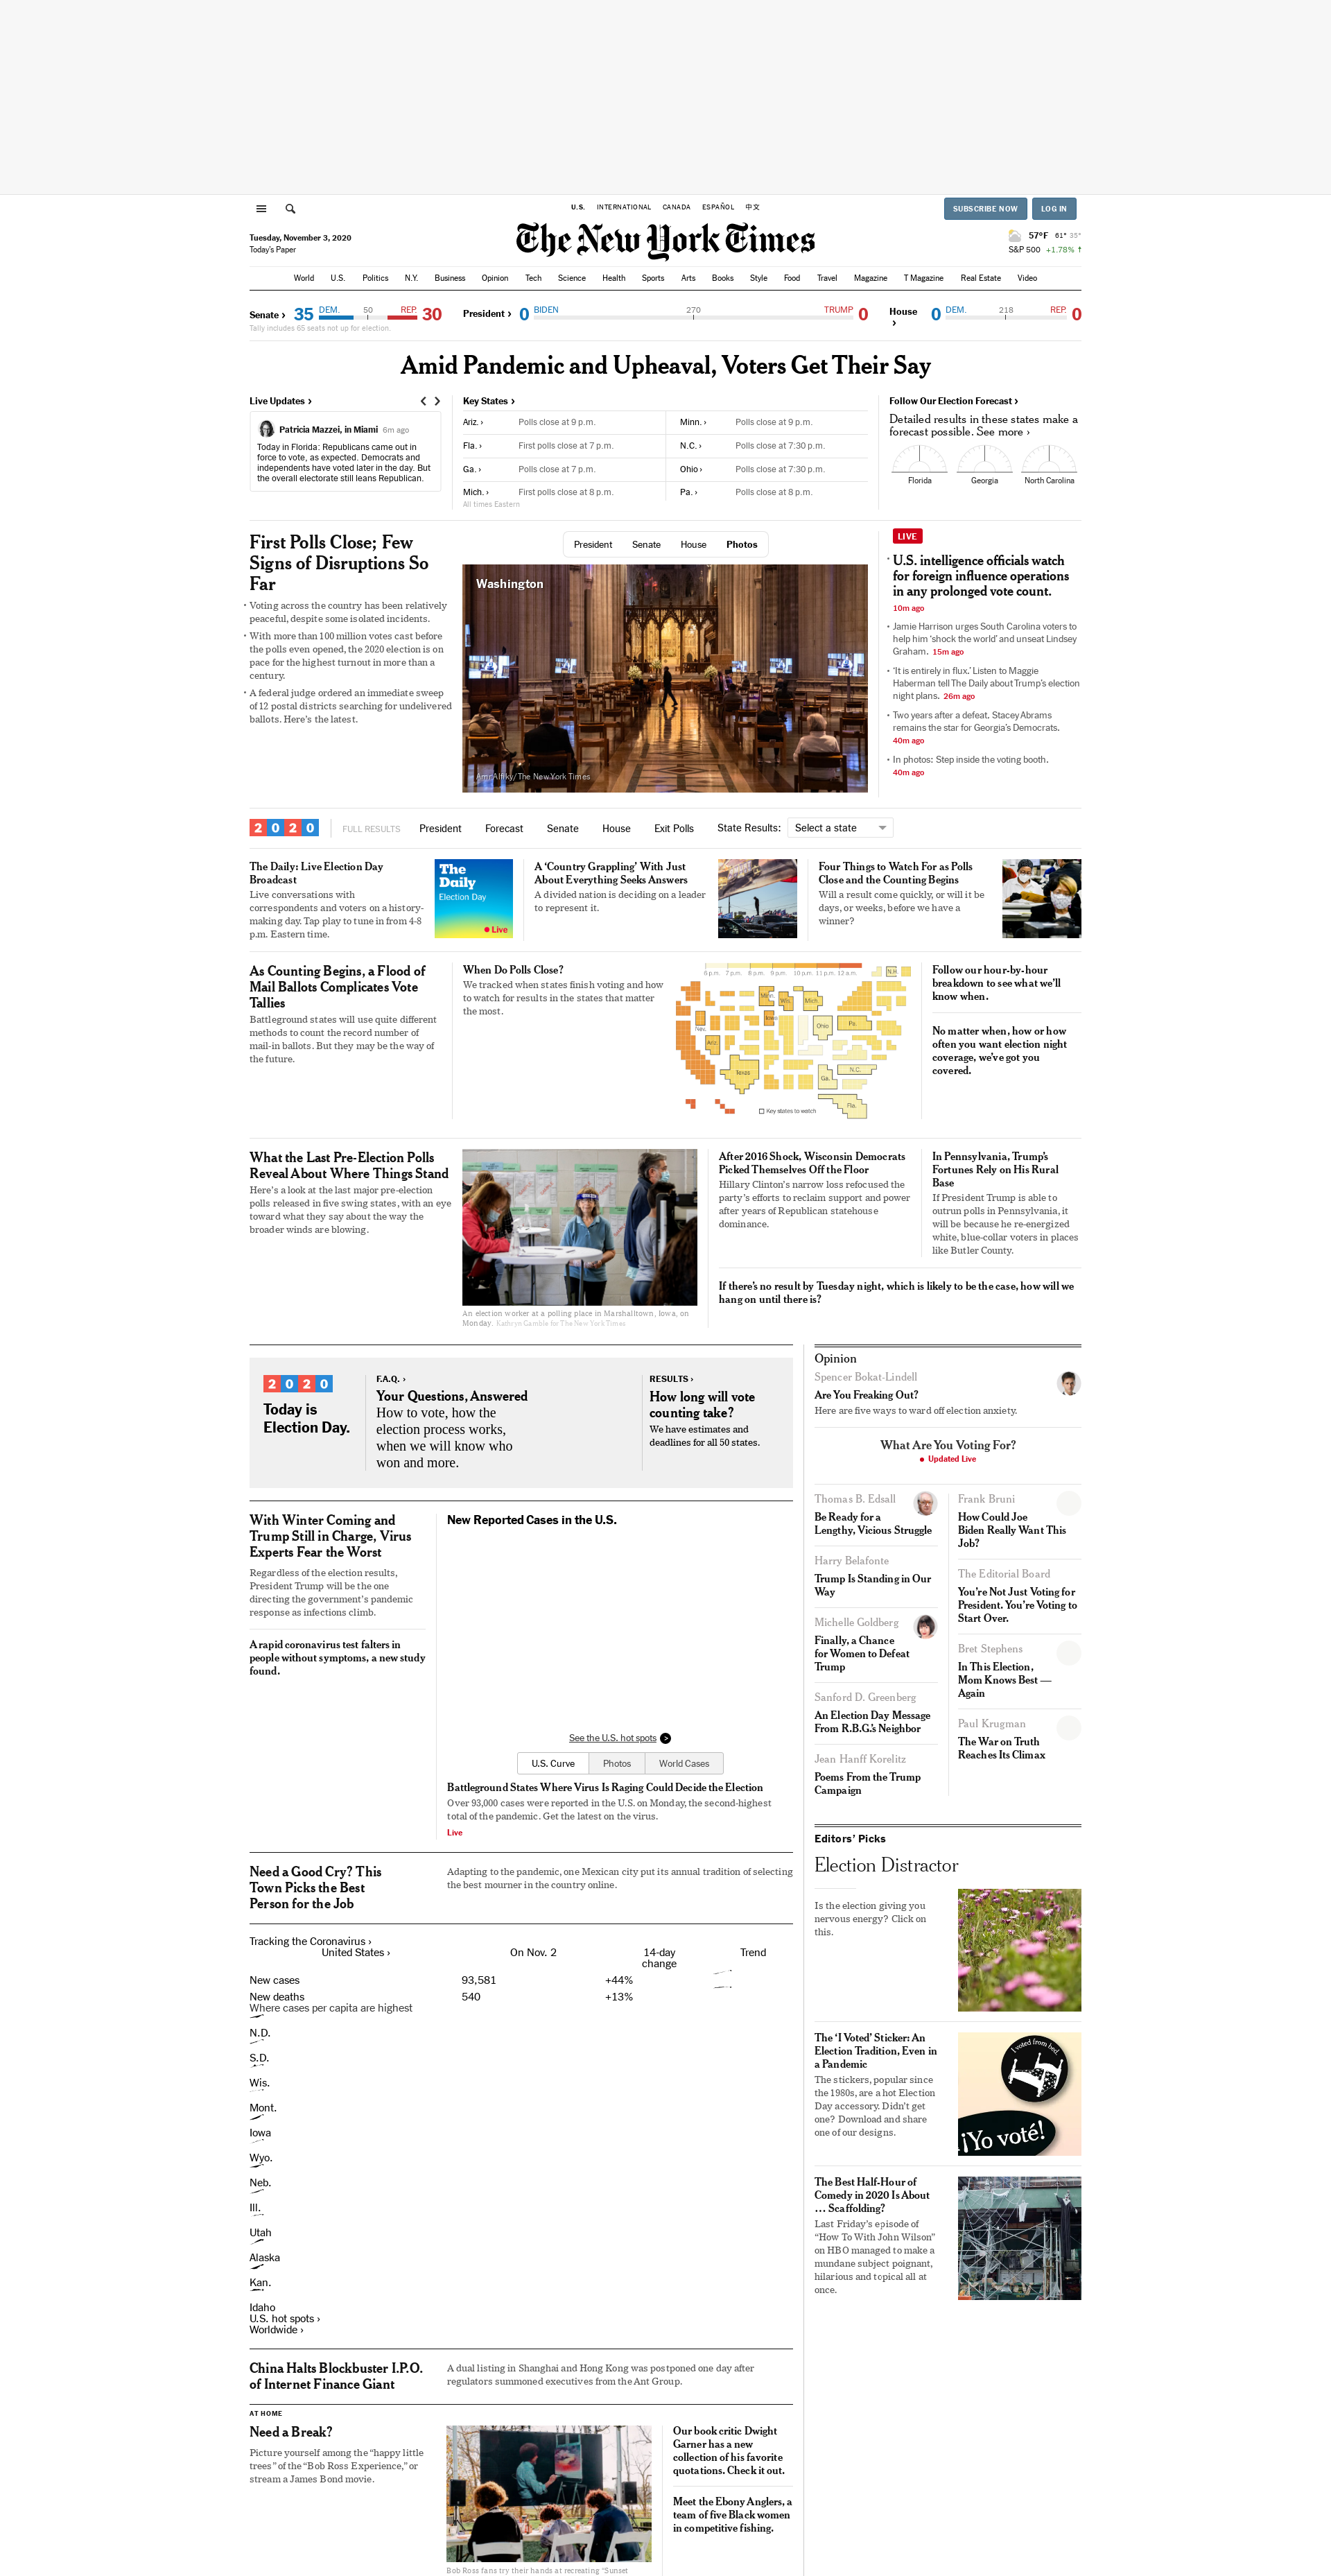 U.S. INTERNATIONAL CANADA ESPAÑOL 中文
SUBSCRIBE NOW LOG IN
Tuesday, November 3, 2020
Today's Paper
The New York Times
57°F 61° 35°
S&P 500 +1.78% ↑
World U.S. Politics N.Y. Business Opinion Tech Science Health Sports Arts Books Style Food Travel Magazine T Magazine Real Estate Video
Senate › 35 DEM. 50 REP. 30
Tally includes 65 seats not up for election.
President › 0 BIDEN 270 TRUMP 0
House › 0 DEM. 218 REP. 0
Amid Pandemic and Upheaval, Voters Get Their Say
Live Updates ›
Patricia Mazzei, in Miami 6m ago
Today in Florida: Republicans came out in
force to vote, as expected. Democrats and
independents have voted later in the day. But
the overall electorate still leans Republican.
Key States ›
Ariz. › Polls close at 9 p.m. Minn. › Polls close at 9 p.m.
Fla. › First polls close at 7 p.m. N.C. › Polls close at 7:30 p.m.
Ga. › Polls close at 7 p.m. Ohio › Polls close at 7:30 p.m.
Mich. › First polls close at 8 p.m. Pa. › Polls close at 8 p.m.
All times Eastern
Follow Our Election Forecast ›
Detailed results in these states make a
forecast possible. See more ›
Florida Georgia North Carolina
First Polls Close; Few
Signs of Disruptions So
Far
• Voting across the country has been relatively
peaceful, despite some isolated incidents.
• With more than 100 million votes cast before
the polls even opened, the 2020 election is on
pace for the highest turnout in more than a
century.
• A federal judge ordered an immediate sweep
of 12 postal districts searching for undelivered
ballots. Here's the latest.
President Senate House Photos
Washington
Amr Alfiky/The New York Times
LIVE
• U.S. intelligence officials watch
for foreign influence operations
in any prolonged vote count.
10m ago
• Jamie Harrison urges South Carolina voters to
help him 'shock the world' and unseat Lindsey
Graham. 15m ago
• 'It is entirely in flux.' Listen to Maggie
Haberman tell The Daily about Trump's election
night plans. 26m ago
• Two years after a defeat, Stacey Abrams
remains the star for Georgia's Democrats.
40m ago
• In photos: Step inside the voting booth.
40m ago
2020 FULL RESULTS President Forecast Senate House Exit Polls State Results: Select a state
The Daily: Live Election Day
Broadcast
Live conversations with
correspondents and voters on a history-
making day. Tap play to tune in from 4-8
p.m. Eastern time.
The
Daily
Election Day
Live
A 'Country Grappling' With Just
About Everything Seeks Answers
A divided nation is deciding on a leader
to represent it.
Four Things to Watch For as Polls
Close and the Counting Begins
Will a result come quickly, or will it be
days, or weeks, before we have a
winner?
As Counting Begins, a Flood of
Mail Ballots Complicates Vote
Tallies
Battleground states will use quite different
methods to count the record number of
mail-in ballots. But they may be the way of
the future.
When Do Polls Close?
We tracked when states finish voting and how
to watch for results in the states that matter
the most.
6 p.m. 7 p.m. 8 p.m. 9 p.m. 10 p.m. 11 p.m. 12 a.m.
N.H.
Minn. Wis. Mich.
Iowa
Nev. Ohio Pa.
Ariz.
Texas Ga. N.C.
Fla.
Key states to watch
Follow our hour-by-hour
breakdown to see what we'll
know when.
No matter when, how or how
often you want election night
coverage, we've got you
covered.
What the Last Pre-Election Polls
Reveal About Where Things Stand
Here's a look at the last major pre-election
polls released in five swing states, with an eye
toward what they say about the way the
broader winds are blowing.
An election worker at a polling place in Marshalltown, Iowa, on
Monday. Kathryn Gamble for The New York Times
After 2016 Shock, Wisconsin Democrats
Picked Themselves Off the Floor
Hillary Clinton's narrow loss refocused the
party's efforts to reclaim support and power
after years of Republican statehouse
dominance.
In Pennsylvania, Trump's
Fortunes Rely on His Rural
Base
If President Trump is able to
outrun polls in Pennsylvania, it
will be because he re-energized
white, blue-collar voters in places
like Butler County.
If there's no result by Tuesday night, which is likely to be the case, how will we
hang on until there is?
2020
Today is
Election Day.
F.A.Q. ›
Your Questions, Answered
How to vote, how the
election process works,
when we will know who
won and more.
RESULTS ›
How long will vote
counting take?
We have estimates and
deadlines for all 50 states.
With Winter Coming and
Trump Still in Charge, Virus
Experts Fear the Worst
Regardless of the election results,
President Trump will be the one
directing the government's pandemic
response as infections climb.
A rapid coronavirus test falters in
people without symptoms, a new study
found.
New Reported Cases in the U.S.
See the U.S. hot spots >
U.S. Curve Photos World Cases
Battleground States Where Virus Is Raging Could Decide the Election
Over 93,000 cases were reported in the U.S. on Monday, the second-highest
total of the pandemic. Get the latest on the virus.
Live
Need a Good Cry? This
Town Picks the Best
Person for the Job
Adapting to the pandemic, one Mexican city put its annual tradition of selecting
the best mourner in the country online.
Tracking the Coronavirus ›
United States › On Nov. 2 14-day
change Trend
New cases 93,581 +44%
New deaths 540 +13%
Where cases per capita are highest
N.D.
S.D.
Wis.
Mont.
Iowa
Wyo.
Neb.
Ill.
Utah
Alaska
Kan.
Idaho
U.S. hot spots ›
Worldwide ›
China Halts Blockbuster I.P.O.
of Internet Finance Giant
A dual listing in Shanghai and Hong Kong was postponed one day after
regulators summoned executives from the Ant Group.
AT HOME
Need a Break?
Picture yourself among the "happy little
trees" of the "Bob Ross Experience," or
stream a James Bond movie.
Bob Ross fans try their hands at recreating "Sunset
Our book critic Dwight
Garner has a new
collection of his favorite
quotations. Check it out.
Meet the Ebony Anglers, a
team of five Black women
in competitive fishing.
Opinion
Spencer Bokat-Lindell
Are You Freaking Out?
Here are five ways to ward off election anxiety.
What Are You Voting For?
● Updated Live
Thomas B. Edsall
Be Ready for a
Lengthy, Vicious Struggle
Harry Belafonte
Trump Is Standing in Our
Way
Michelle Goldberg
Finally, a Chance
for Women to Defeat
Trump
Sanford D. Greenberg
An Election Day Message
From R.B.G.'s Neighbor
Jean Hanff Korelitz
Poems From the Trump
Campaign
Frank Bruni
How Could Joe
Biden Really Want This
Job?
The Editorial Board
You're Not Just Voting for
President. You're Voting to
Start Over.
Bret Stephens
In This Election,
Mom Knows Best —
Again
Paul Krugman
The War on Truth
Reaches Its Climax
Editors' Picks
Election Distractor
Is the election giving you
nervous energy? Click on
this.
The 'I Voted' Sticker: An
Election Tradition, Even in
a Pandemic
The stickers, popular since
the 1980s, are a hot Election
Day accessory. Didn't get
one? Download and share
one of our designs.
I voted from bed.
¡Yo voté!
The Best Half-Hour of
Comedy in 2020 Is About
… Scaffolding?
Last Friday's episode of
"How To With John Wilson"
on HBO managed to make a
mundane subject poignant,
hilarious and topical all at
once.